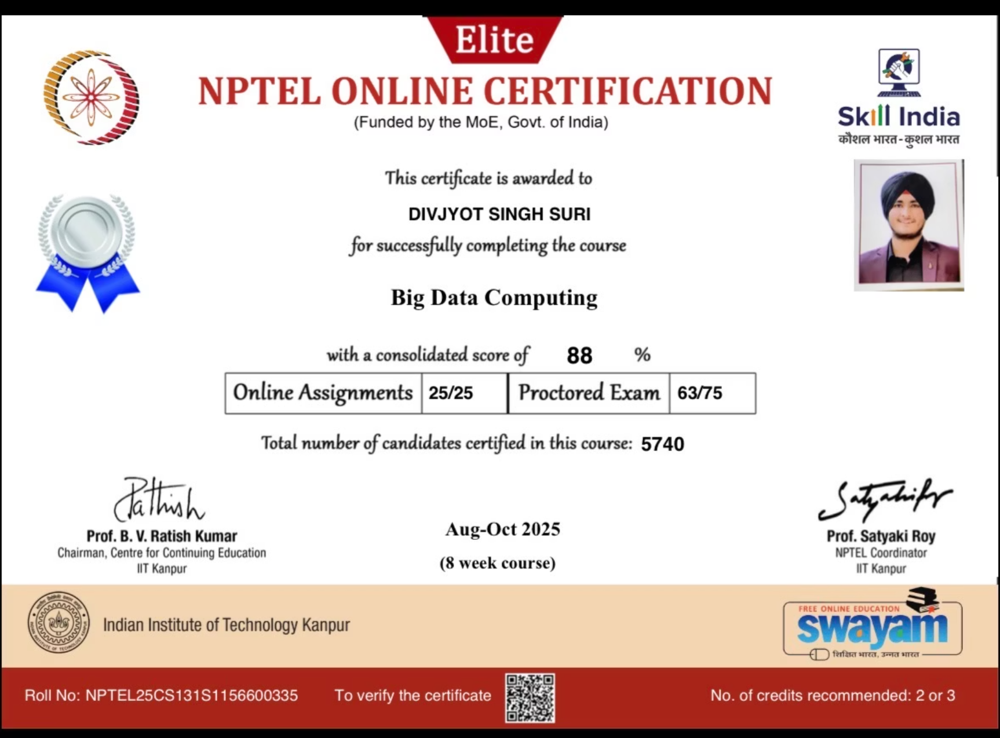 Elite
NPTEL ONLINE CERTIFICATION
(Funded by the MoE, Govt. of India)
Skill India
कौशल भारत - कुशल भारत
This certificate is awarded to
DIVJYOT SINGH SURI
for successfully completing the course
Big Data Computing
with a consolidated score of 88 %
Online Assignments 25/25 Proctored Exam 63/75
Total number of candidates certified in this course: 5740
Prof. B. V. Ratish Kumar
Chairman, Centre for Continuing Education
IIT Kanpur
Aug-Oct 2025
(8 week course)
Prof. Satyaki Roy
NPTEL Coordinator
IIT Kanpur
Indian Institute of Technology Kanpur
FREE ONLINE EDUCATION
swayam
शिक्षित भारत, उन्नत भारत
Roll No: NPTEL25CS131S1156600335
To verify the certificate
No. of credits recommended: 2 or 3